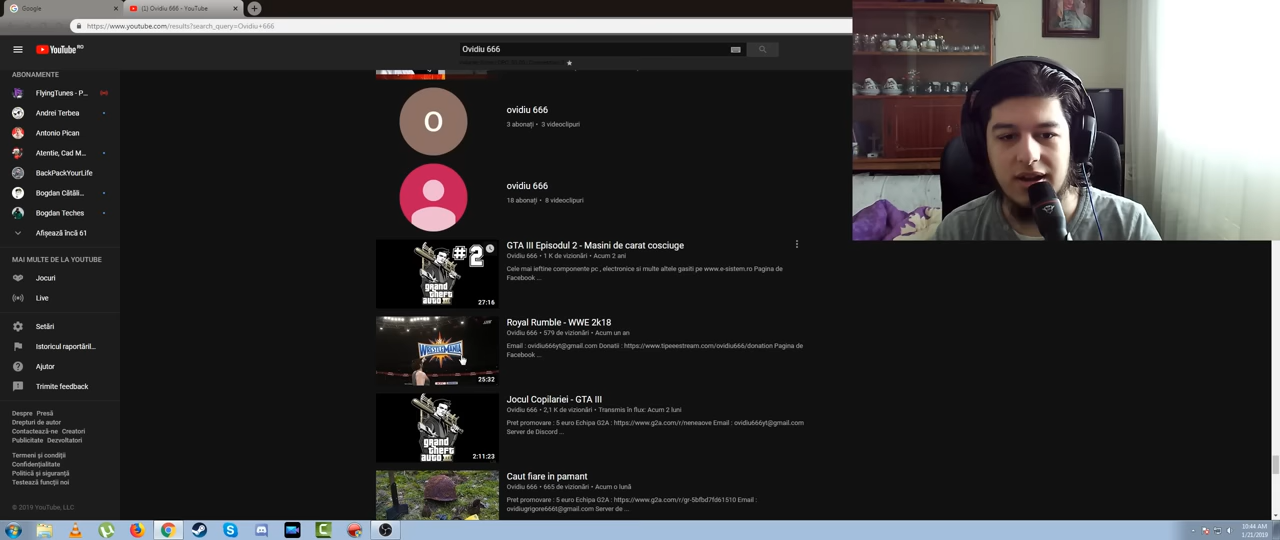 Google
(1) Ovidiu 666 - YouTube
https://www.youtube.com/results?search_query=Ovidiu+666
YouTube RO
Ovidiu 666
ABONAMENTE
FlyingTunes - P...
Andrei Terbea
Antonio Pican
Atentie, Cad M...
BackPackYourLife
Bogdan Cătăli...
Bogdan Teches
Afișează încă 61
MAI MULTE DE LA YOUTUBE
Jocuri
Live
Setări
Istoricul raportăril...
Ajutor
Trimite feedback
Despre Presă
Drepturi de autor
Contactează-ne Creatori
Publicitate Dezvoltatori
Termeni și condiții
Confidențialitate
Politică și siguranță
Testează funcții noi
© 2019 YouTube, LLC
O
ovidiu 666
3 abonați • 3 videoclipuri
ovidiu 666
18 abonați • 8 videoclipuri
#2
grand theft auto III
27:16
GTA III Episodul 2 - Masini de carat cosciuge
Ovidiu 666 • 1 K de vizionări • Acum 2 ani
Cele mai ieftine componente pc , electronice si multe altele gasiti pe www.e-sistem.ro Pagina de
Facebook ...
WRESTLEMANIA
25:32
Royal Rumble - WWE 2k18
Ovidiu 666 • 579 de vizionări • Acum un an
Email : ovidiu666yt@gmail.com Donatii : https://www.tipeeestream.com/ovidiu666/donation Pagina de
Facebook ...
grand theft auto III
2:11:23
Jocul Copilariei - GTA III
Ovidiu 666 • 2,1 K de vizionări • Transmis în flux: Acum 2 luni
Pret promovare : 5 euro Echipa G2A : https://www.g2a.com/r/neneaove Email : ovidiu666yt@gmail.com
Server de Discord ...
Caut fiare in pamant
Ovidiu 666 • 665 de vizionări • Acum o lună
Pret promovare : 5 euro Echipa G2A : https://www.g2a.com/r/gr-5bfbd7fd61510 Email :
ovidiugrigore666t@gmail.com Server de ...
10:44 AM
1/21/2019